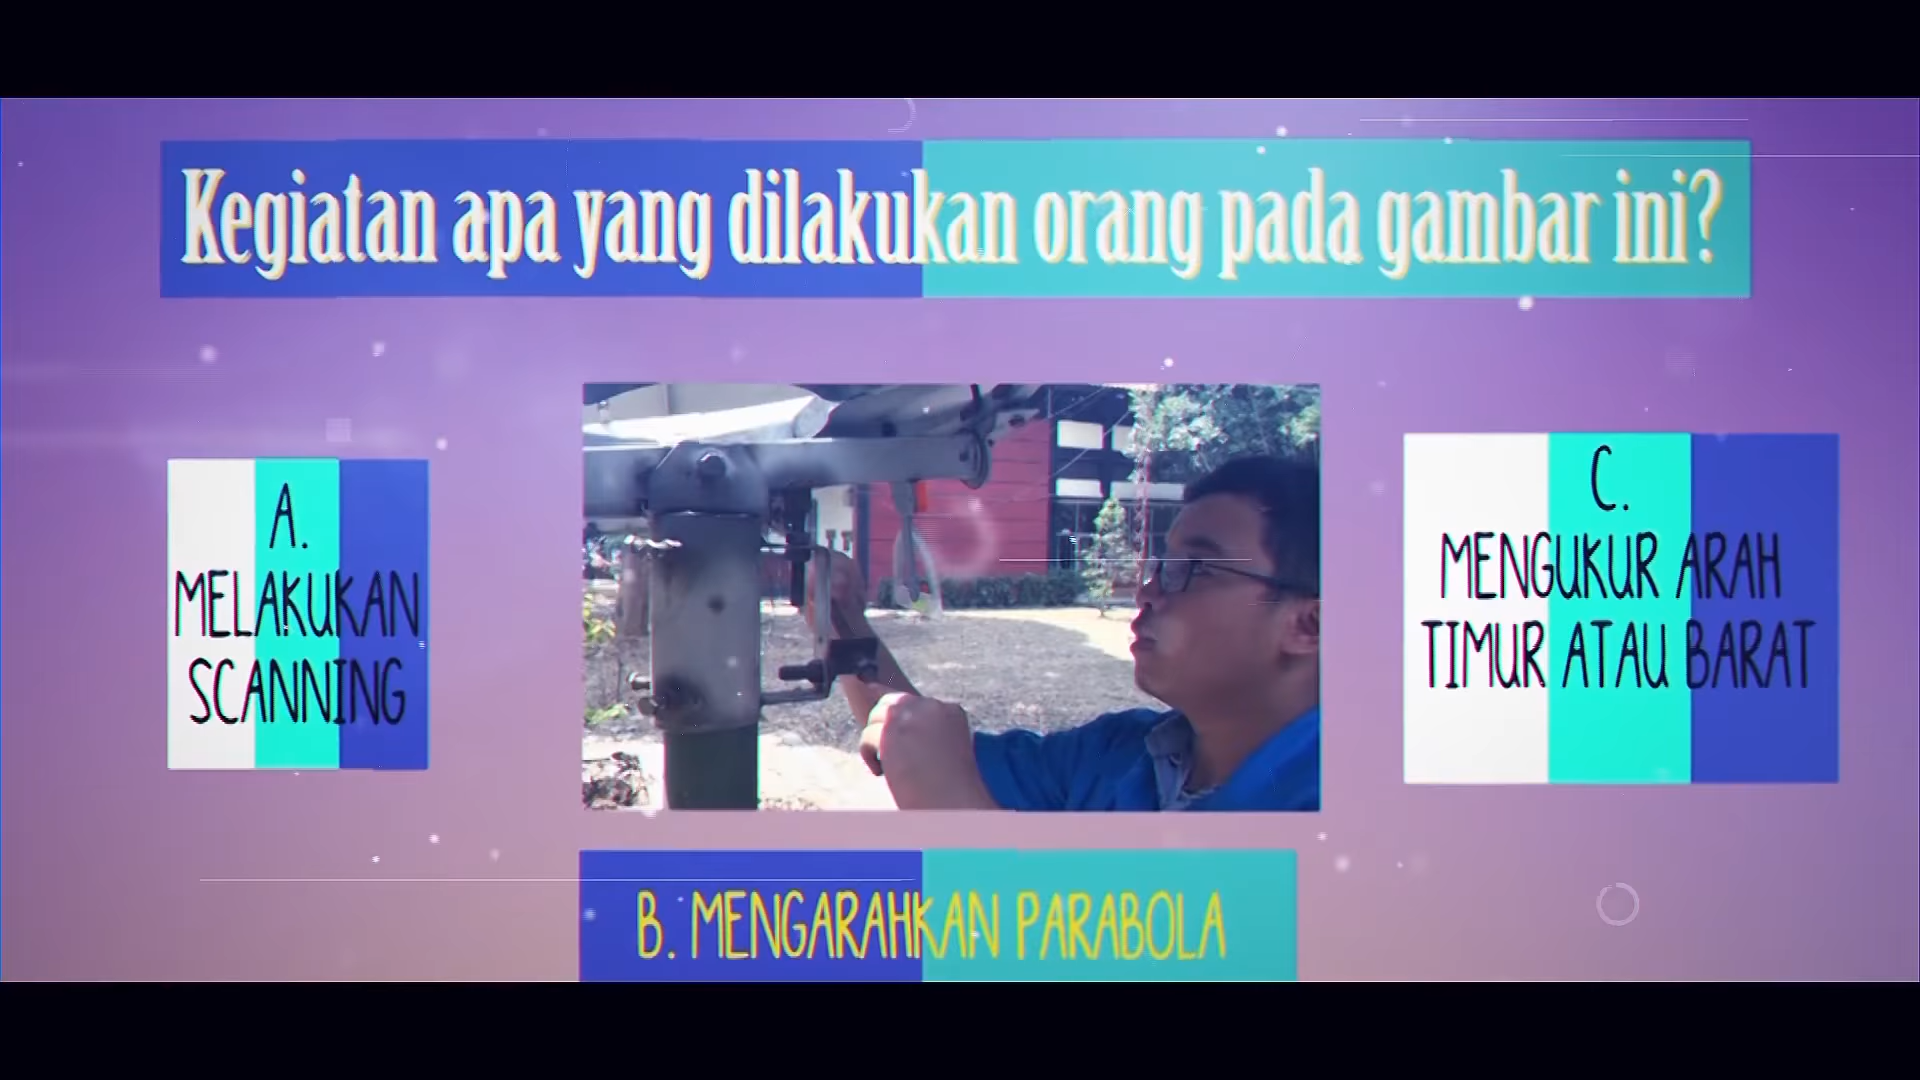 Kegiatan apa yang dilakukan orang pada gambar ini?
A.
MELAKUKAN
SCANNING
C.
MENGUKUR ARAH
TIMUR ATAU BARAT
B. MENGARAHKAN PARABOLA